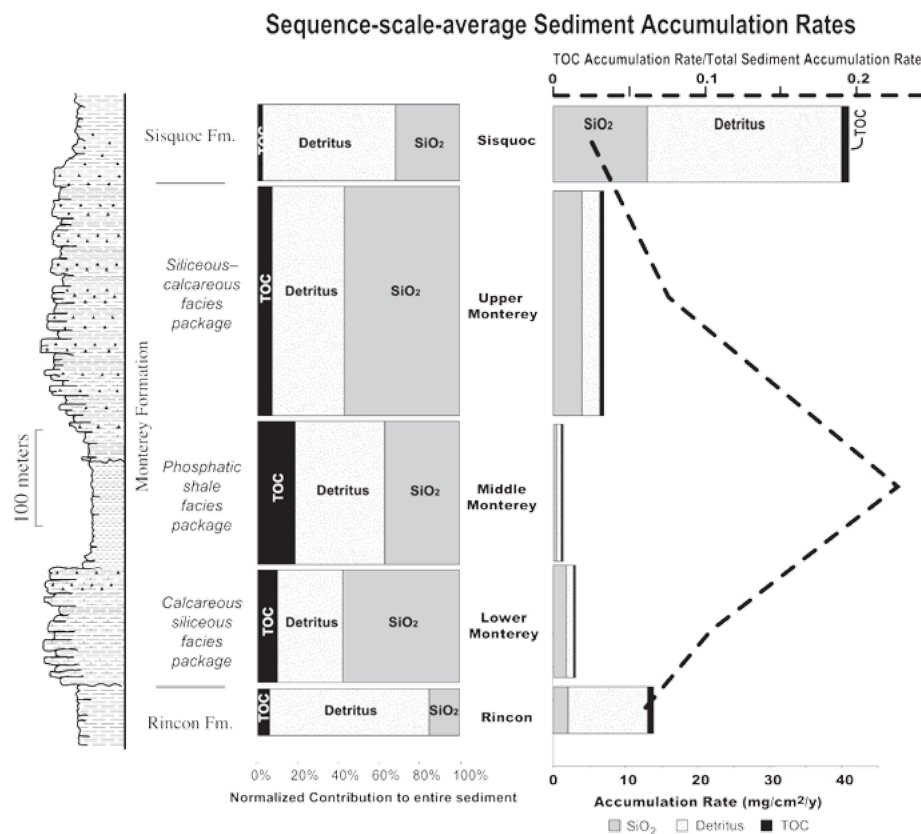 Sequence-scale-average Sediment Accumulation Rates
TOC Accumulation Rate/Total Sediment Accumulation Rate
0 0.1 0.2
Sisquoc Fm.
TOC
Detritus
SiO₂
Sisquoc
SiO₂
Detritus
TOC
Siliceous–
calcareous
facies
package
TOC
Detritus
SiO₂
Upper
Monterey
Monterey Formation
100 meters
Phosphatic
shale
facies
package
TOC
Detritus
SiO₂
Middle
Monterey
Calcareous
siliceous
facies
package
TOC
Detritus
SiO₂
Lower
Monterey
Rincon Fm.
TOC
Detritus
SiO₂
Rincon
0% 20% 40% 60% 80% 100%
Normalized Contribution to entire sediment
0 10 20 30 40
Accumulation Rate (mg/cm²/y)
SiO₂ Detritus TOC